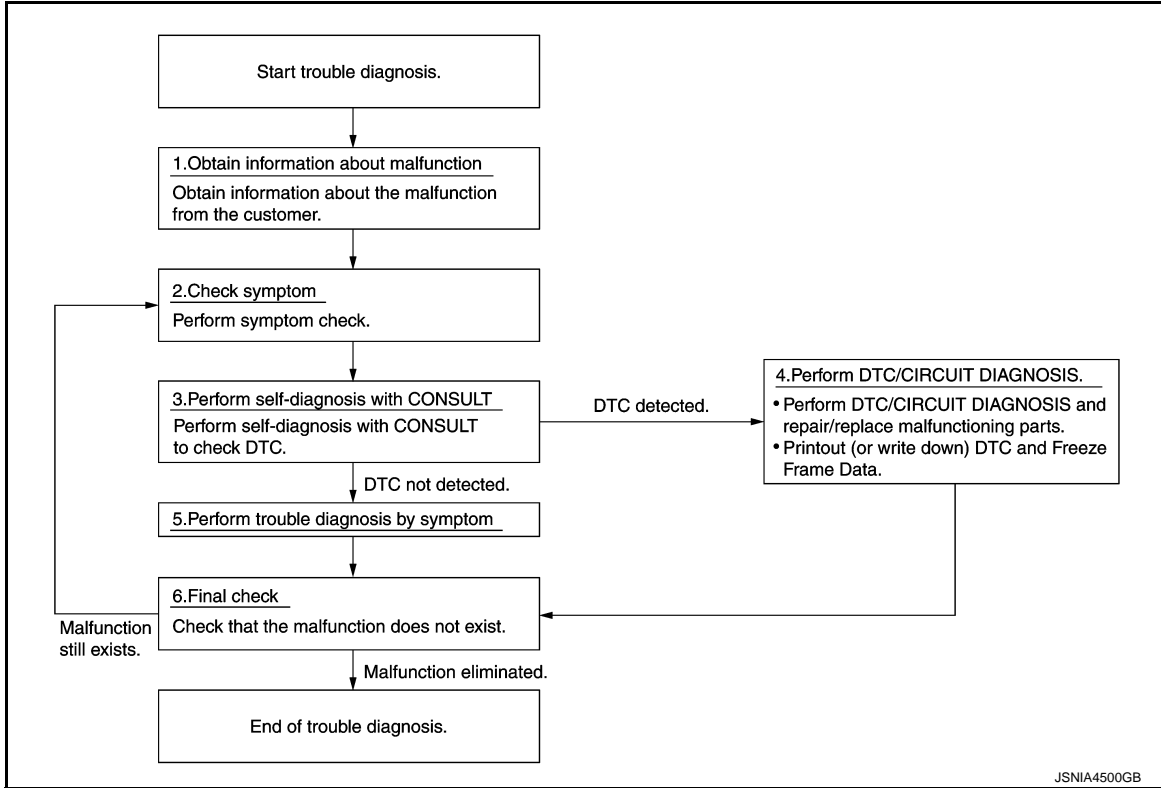 Start trouble diagnosis.
1.Obtain information about malfunction
Obtain information about the malfunction
from the customer.
2.Check symptom
Perform symptom check.
3.Perform self-diagnosis with CONSULT
Perform self-diagnosis with CONSULT
to check DTC.
DTC detected.
4.Perform DTC/CIRCUIT DIAGNOSIS.
• Perform DTC/CIRCUIT DIAGNOSIS and
repair/replace malfunctioning parts.
• Printout (or write down) DTC and Freeze
Frame Data.
DTC not detected.
5.Perform trouble diagnosis by symptom
6.Final check
Check that the malfunction does not exist.
Malfunction
still exists.
Malfunction eliminated.
End of trouble diagnosis.
JSNIA4500GB